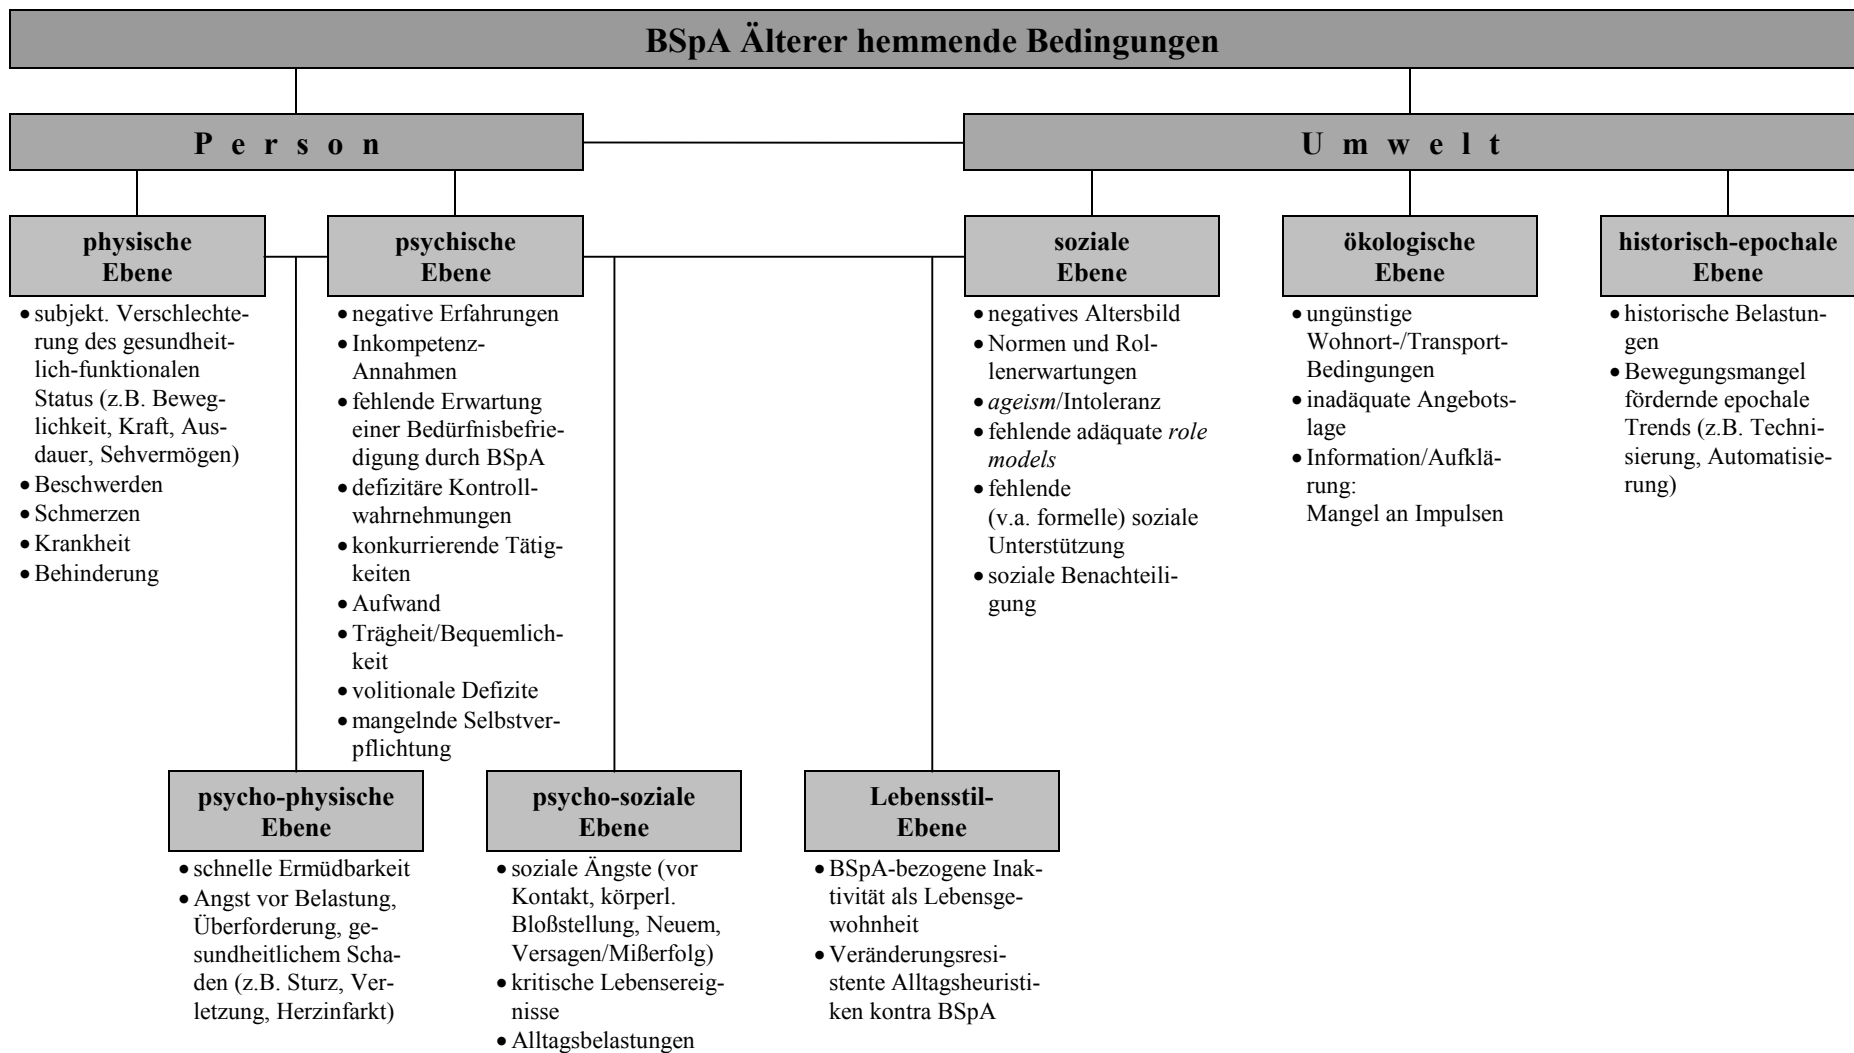 BSpA Älterer hemmende Bedingungen
P e r s o n
U m w e l t
physische
Ebene
• subjekt. Verschlechte-
rung des gesundheit-
lich-funktionalen
Status (z.B. Beweg-
lichkeit, Kraft, Aus-
dauer, Sehvermögen)
• Beschwerden
• Schmerzen
• Krankheit
• Behinderung
psychische
Ebene
• negative Erfahrungen
• Inkompetenz-
Annahmen
• fehlende Erwartung
einer Bedürfnisbefrie-
digung durch BSpA
• defizitäre Kontroll-
wahrnehmungen
• konkurrierende Tätig-
keiten
• Aufwand
• Trägheit/Bequemlich-
keit
• volitionale Defizite
• mangelnde Selbstver-
pflichtung
soziale
Ebene
• negatives Altersbild
• Normen und Rol-
lenerwartungen
• ageism/Intoleranz
• fehlende adäquate role
models
• fehlende
(v.a. formelle) soziale
Unterstützung
• soziale Benachteili-
gung
ökologische
Ebene
• ungünstige
Wohnort-/Transport-
Bedingungen
• inadäquate Angebots-
lage
• Information/Aufklä-
rung:
Mangel an Impulsen
historisch-epochale
Ebene
• historische Belastun-
gen
• Bewegungsmangel
fördernde epochale
Trends (z.B. Techni-
sierung, Automatisie-
rung)
psycho-physische
Ebene
• schnelle Ermüdbarkeit
• Angst vor Belastung,
Überforderung, ge-
sundheitlichem Scha-
den (z.B. Sturz, Ver-
letzung, Herzinfarkt)
psycho-soziale
Ebene
• soziale Ängste (vor
Kontakt, körperl.
Bloßstellung, Neuem,
Versagen/Mißerfolg)
• kritische Lebensereig-
nisse
• Alltagsbelastungen
Lebensstil-
Ebene
• BSpA-bezogene Inak-
tivität als Lebensge-
wohnheit
• Veränderungsresi-
stente Alltagsheuristi-
ken kontra BSpA